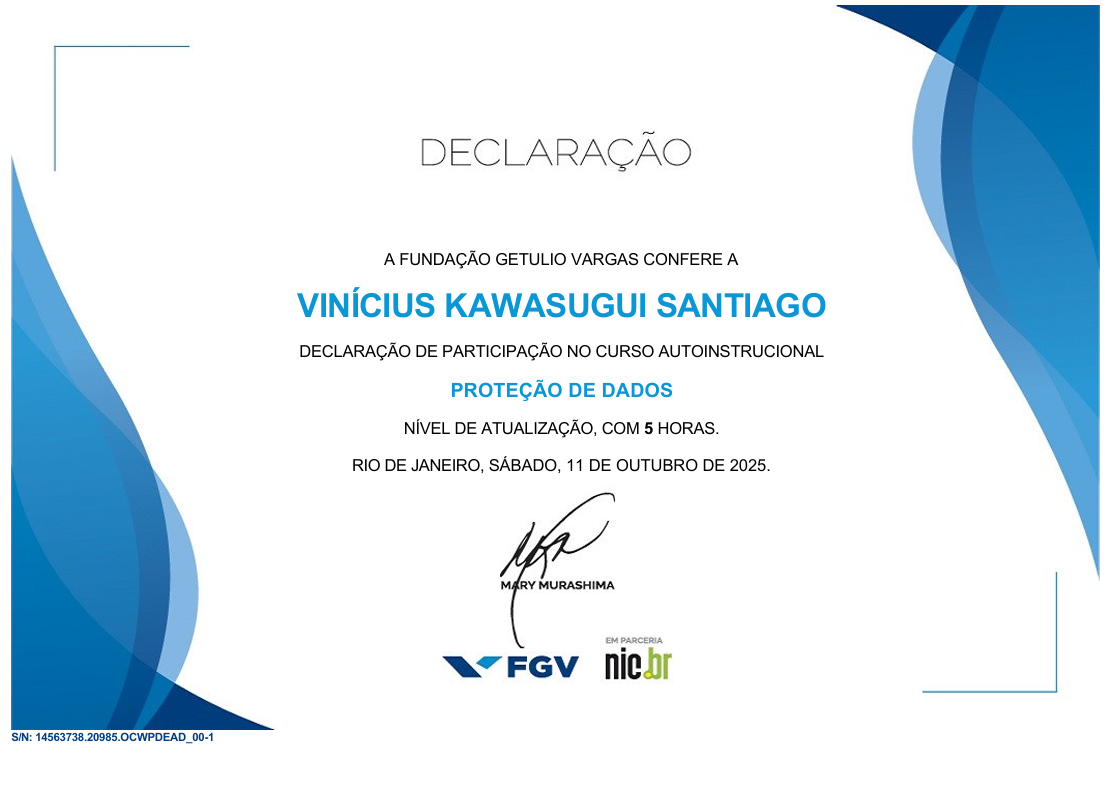 DECLARAÇÃO
A FUNDAÇÃO GETULIO VARGAS CONFERE A
VINÍCIUS KAWASUGUI SANTIAGO
DECLARAÇÃO DE PARTICIPAÇÃO NO CURSO AUTOINSTRUCIONAL
PROTEÇÃO DE DADOS
NÍVEL DE ATUALIZAÇÃO, COM 5 HORAS.
RIO DE JANEIRO, SÁBADO, 11 DE OUTUBRO DE 2025.
MARY MURASHIMA
EM PARCERIA
FGV nic.br
S/N: 14563738.20985.OCWPDEAD_00-1